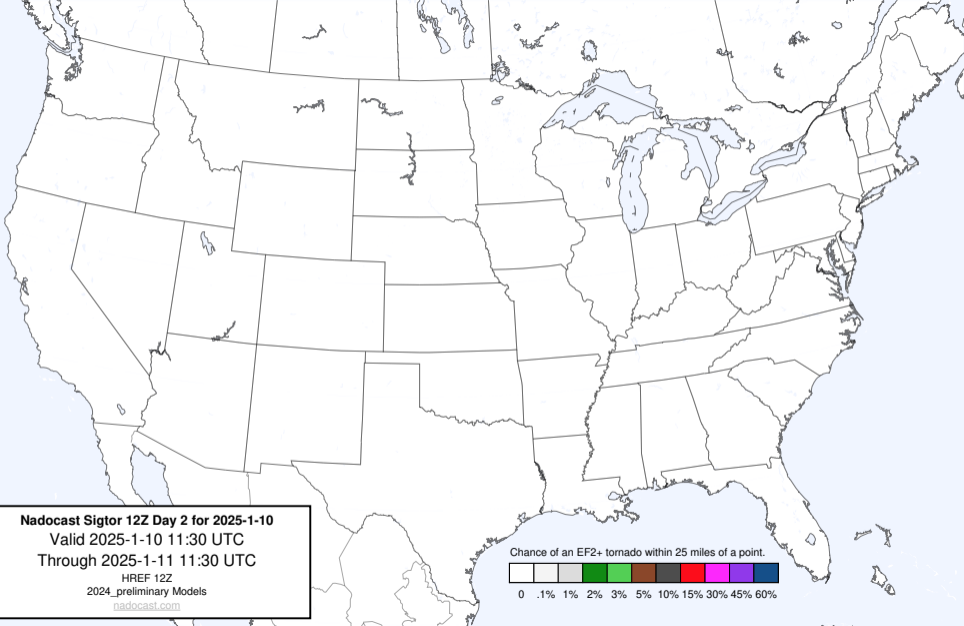 Nadocast Sigtor 12Z Day 2 for 2025-1-10
Valid 2025-1-10 11:30 UTC
Through 2025-1-11 11:30 UTC
HREF 12Z
2024_preliminary Models
nadocast.com
Chance of an EF2+ tornado within 25 miles of a point.
0 .1% 1% 2% 3% 5% 10% 15% 30% 45% 60%